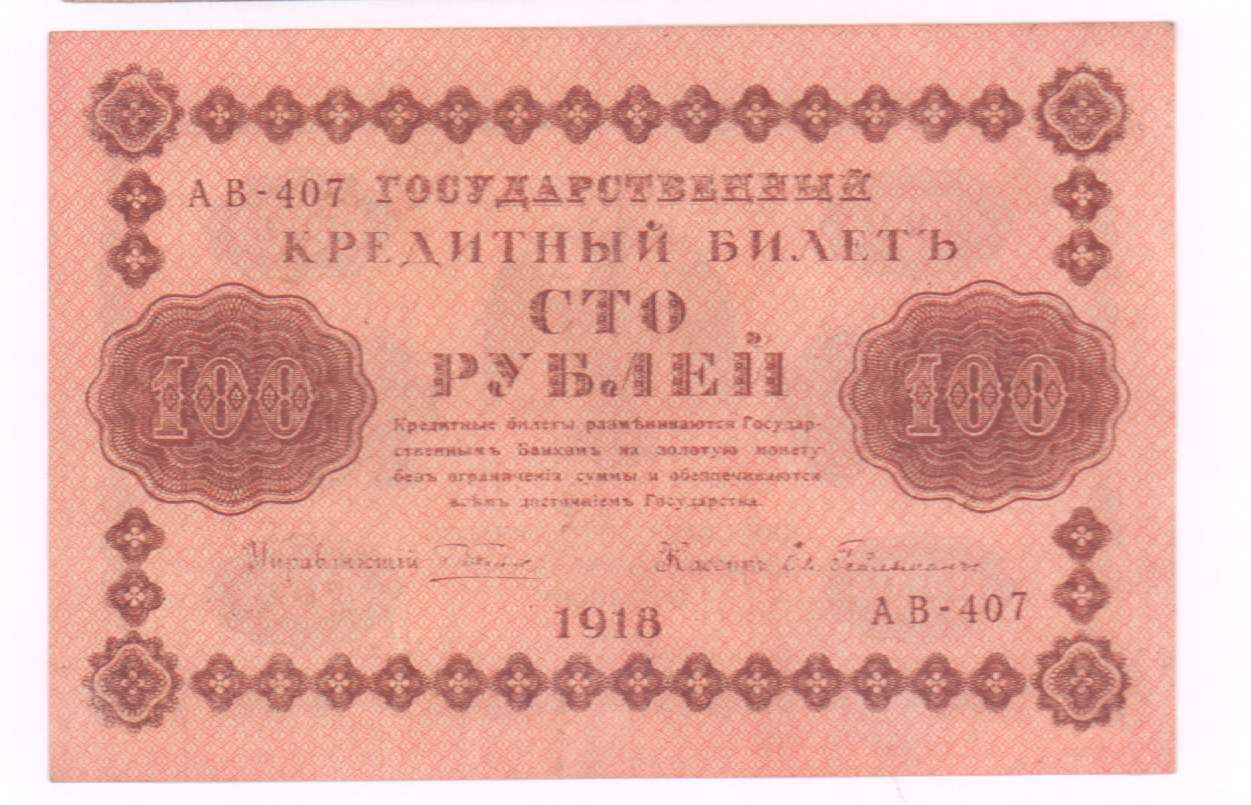 АВ-407 ГОСУДАРСТВЕННЫЙ
КРЕДИТНЫЙ БИЛЕТЪ
СТО
РУБЛЕЙ
100
100
Кредитные билеты размѣниваются Государ-
ственнымъ Банкомъ на золотую монету
безъ ограниченія суммы и обезпечиваются
всѣмъ достояніемъ Государства.
Управляющій
Кассиръ
1918
АВ-407